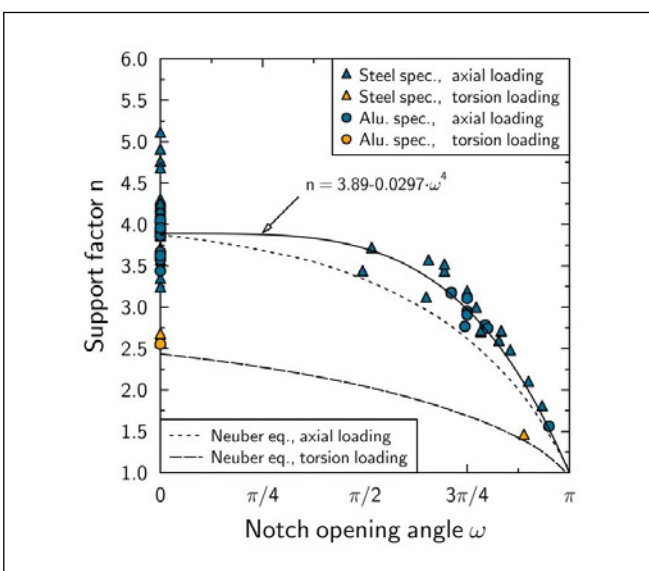 6.0
5.5
5.0
4.5
4.0
3.5
3.0
2.5
2.0
1.5
1.0
Support factor n
Steel spec., axial loading
Steel spec., torsion loading
Alu. spec., axial loading
Alu. spec., torsion loading
n = 3.89-0.0297·ω⁴
Neuber eq., axial loading
Neuber eq., torsion loading
0 π/4 π/2 3π/4 π
Notch opening angle ω